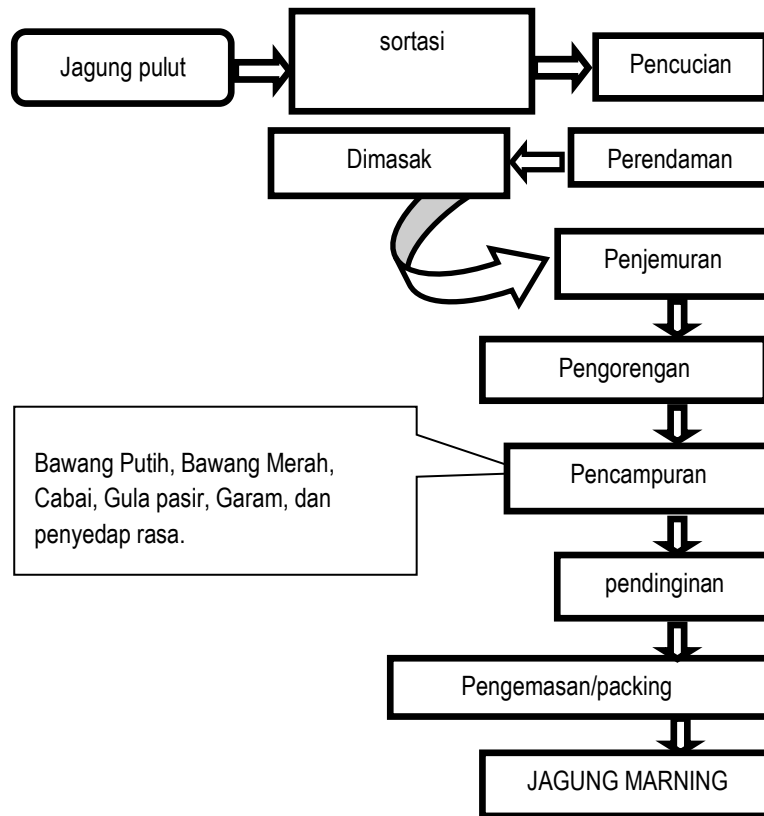 Jagung pulut
sortasi
Pencucian
Perendaman
Dimasak
Penjemuran
Pengorengan
Bawang Putih, Bawang Merah,
Cabai, Gula pasir, Garam, dan
penyedap rasa.
Pencampuran
pendinginan
Pengemasan/packing
JAGUNG MARNING